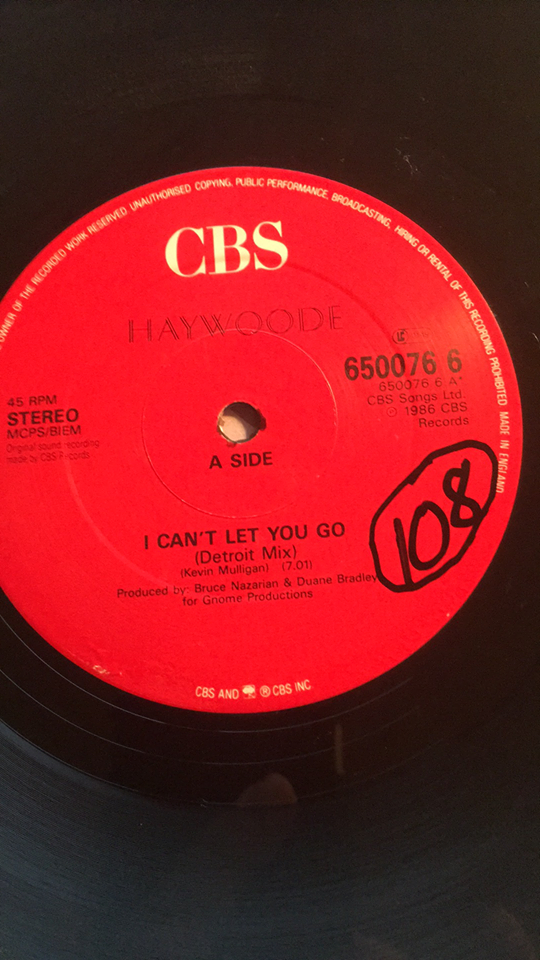 OWNER OF THE RECORDED WORK RESERVED. UNAUTHORISED COPYING, PUBLIC PERFORMANCE, BROADCASTING, HIRING OR RENTAL OF THIS RECORDING PROHIBITED MADE IN ENGLAND
CBS
HAYWOODE
650076 6
650076 6 A
CBS Songs Ltd.
℗ 1986 CBS
Records
45 RPM
STEREO
MCPS/BIEM
Original sound recording
made by CBS Records
A SIDE
108
I CAN'T LET YOU GO
(Detroit Mix)
(Kevin Mulligan) (7.01)
Produced by: Bruce Nazarian & Duane Bradley
for Gnome Productions
CBS AND ® CBS INC.